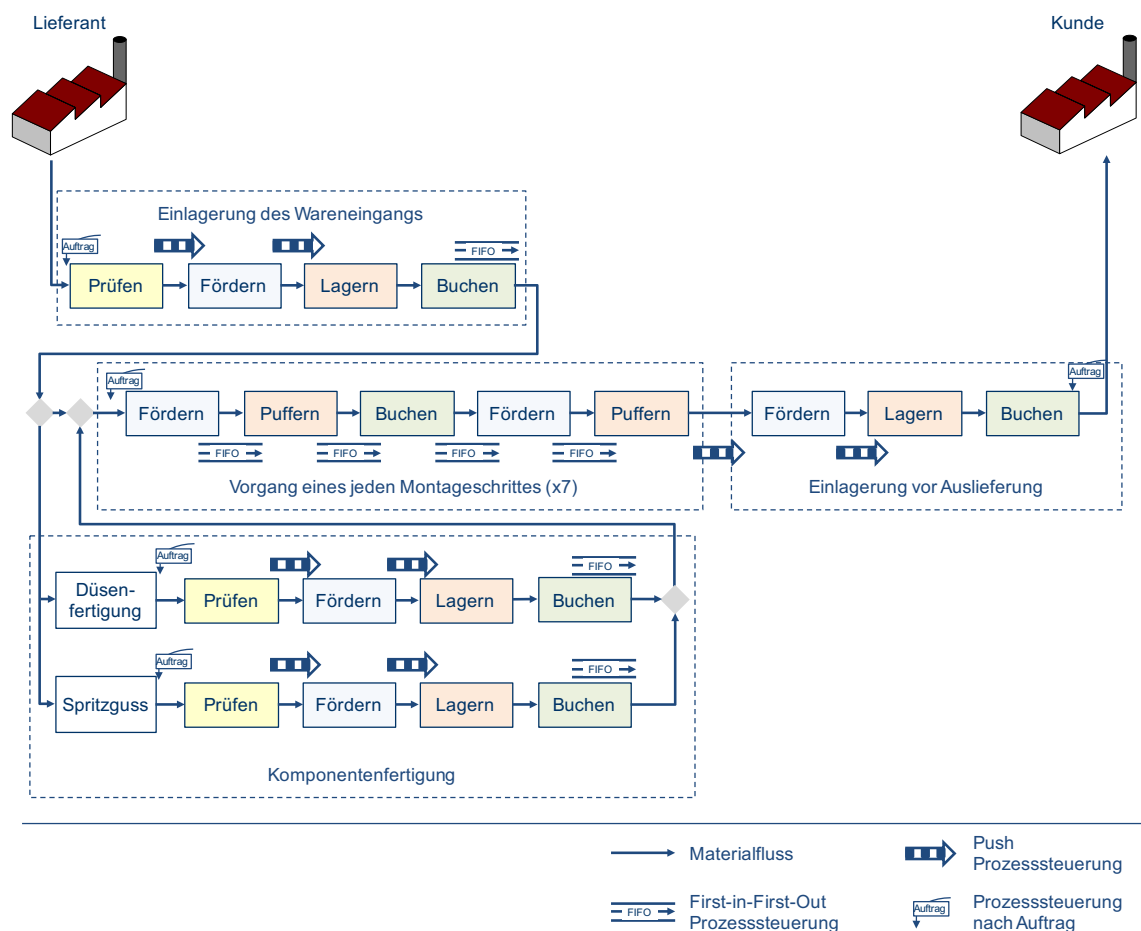 Lieferant
Kunde
Einlagerung des Wareneingangs
Auftrag
FIFO
Prüfen
Fördern
Lagern
Buchen
Auftrag
Auftrag
Fördern
Puffern
Buchen
Fördern
Puffern
Fördern
Lagern
Buchen
FIFO
FIFO
FIFO
FIFO
Vorgang eines jeden Montageschrittes (x7)
Einlagerung vor Auslieferung
Auftrag
FIFO
Düsen-
fertigung
Prüfen
Fördern
Lagern
Buchen
Auftrag
FIFO
Spritzguss
Prüfen
Fördern
Lagern
Buchen
Komponentenfertigung
Materialfluss
Push
Prozesssteuerung
FIFO
First-in-First-Out
Prozesssteuerung
Auftrag
Prozesssteuerung
nach Auftrag